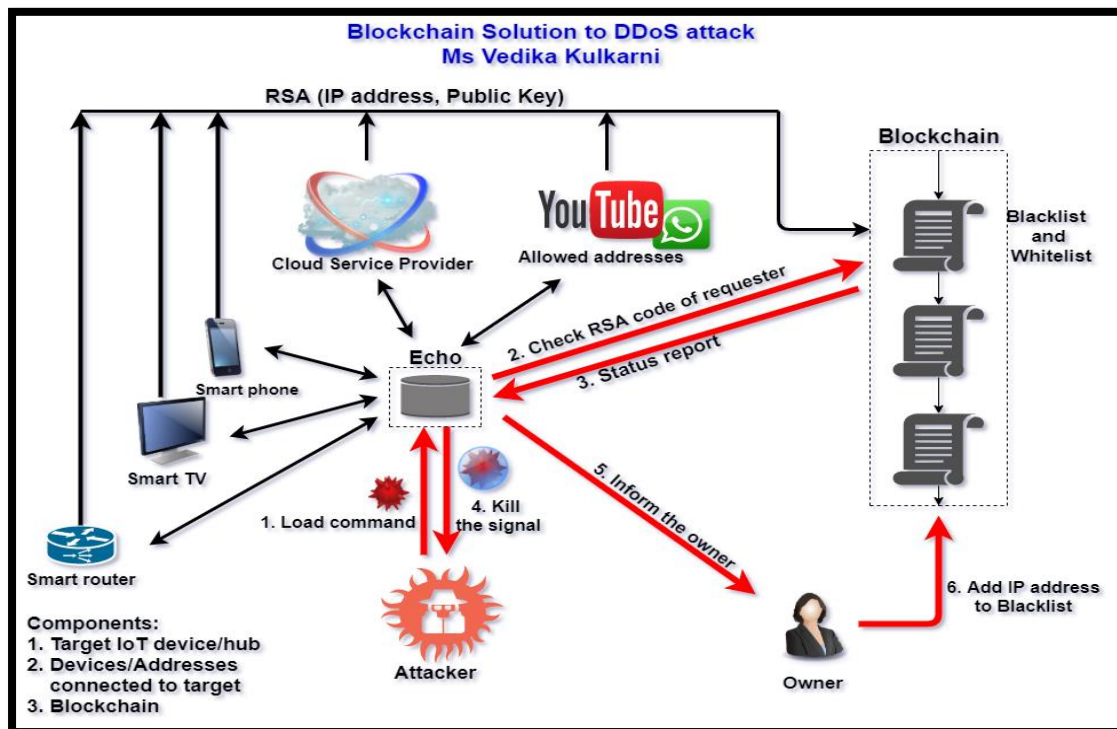 Blockchain Solution to DDoS attack
Ms Vedika Kulkarni
RSA (IP address, Public Key)
Blockchain
YouTube
Cloud Service Provider
Allowed addresses
Blacklist
and
Whitelist
2. Check RSA code of requester
3. Status report
Echo
Smart phone
Smart TV
1. Load command
4. Kill
the signal
5. Inform the owner
Smart router
6. Add IP address
to Blacklist
Attacker
Owner
Components:
1. Target IoT device/hub
2. Devices/Addresses
connected to target
3. Blockchain